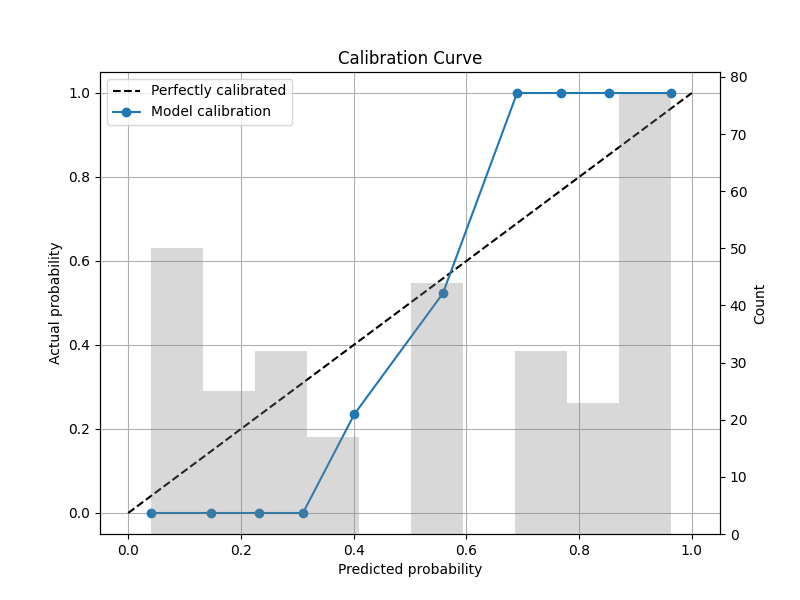 Calibration Curve
Perfectly calibrated
Model calibration
Actual probability
1.0
0.8
0.6
0.4
0.2
0.0
80
70
60
50
40
30
20
10
0
Count
0.0 0.2 0.4 0.6 0.8 1.0
Predicted probability